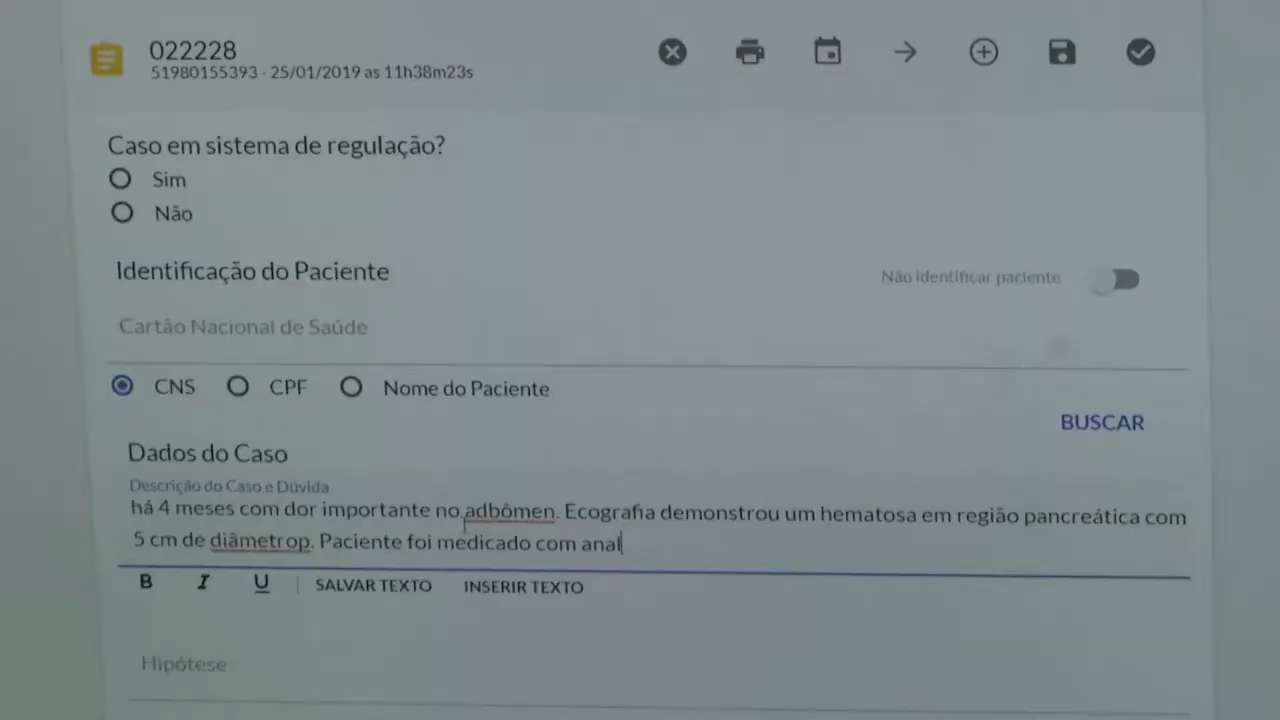 022228
51980155393 - 25/01/2019 as 11h38m23s
Caso em sistema de regulação?
Sim
Não
Identificação do Paciente
Não identificar paciente
Cartão Nacional de Saúde
CNS CPF Nome do Paciente
BUSCAR
Dados do Caso
Descrição do Caso e Dúvida
há 4 meses com dor importante no adbômen. Ecografia demonstrou um hematosa em região pancreática com
5 cm de diâmetrop. Paciente foi medicado com anal
B I U | SALVAR TEXTO INSERIR TEXTO
Hipótese